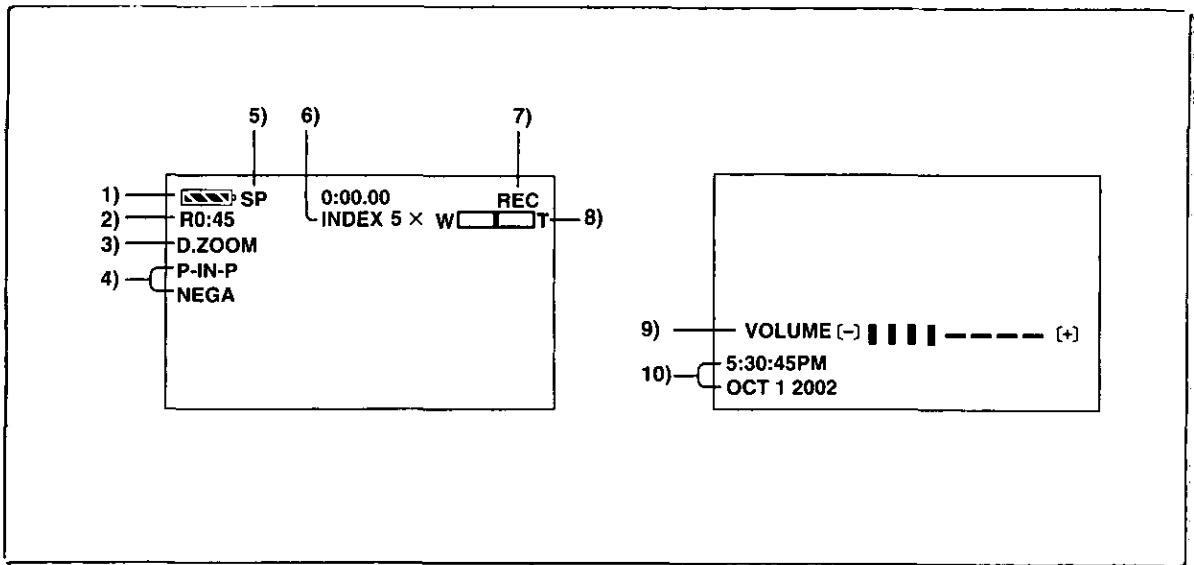 5) 6) 7)
1) SP 0:00.00 REC
2) R0:45 INDEX 5 × W T 8)
3) D.ZOOM
4) P-IN-P
NEGA
9) VOLUME [-] [+]
10) 5:30:45PM
OCT 1 2002